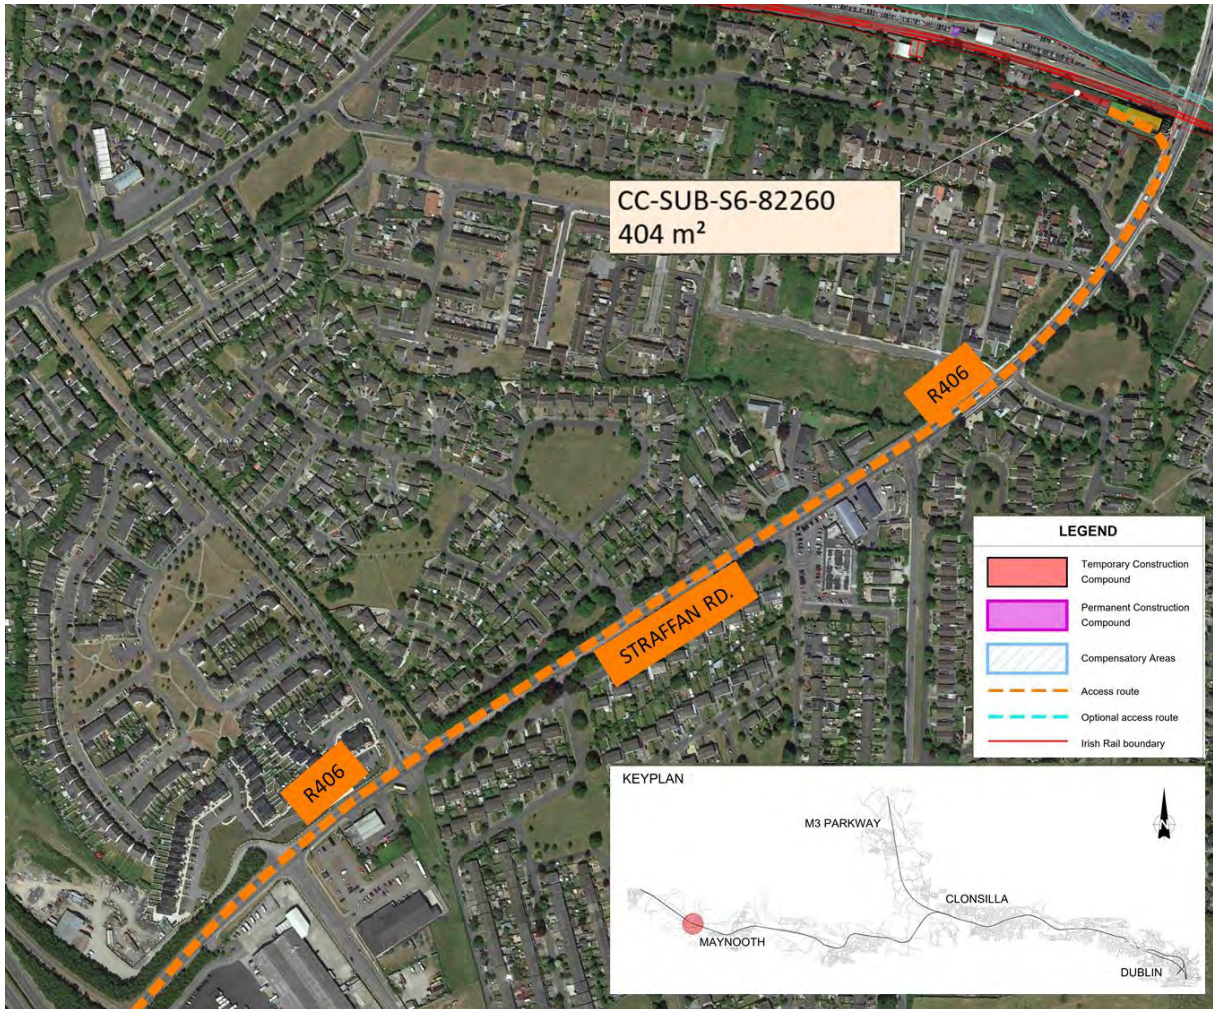 CC-SUB-S6-82260
404 m²
R406
STRAFFAN RD.
R406
LEGEND
Temporary Construction
Compound
Permanent Construction
Compound
Compensatory Areas
Access route
Optional access route
Irish Rail boundary
KEYPLAN
M3 PARKWAY
N
CLONSILLA
MAYNOOTH
DUBLIN